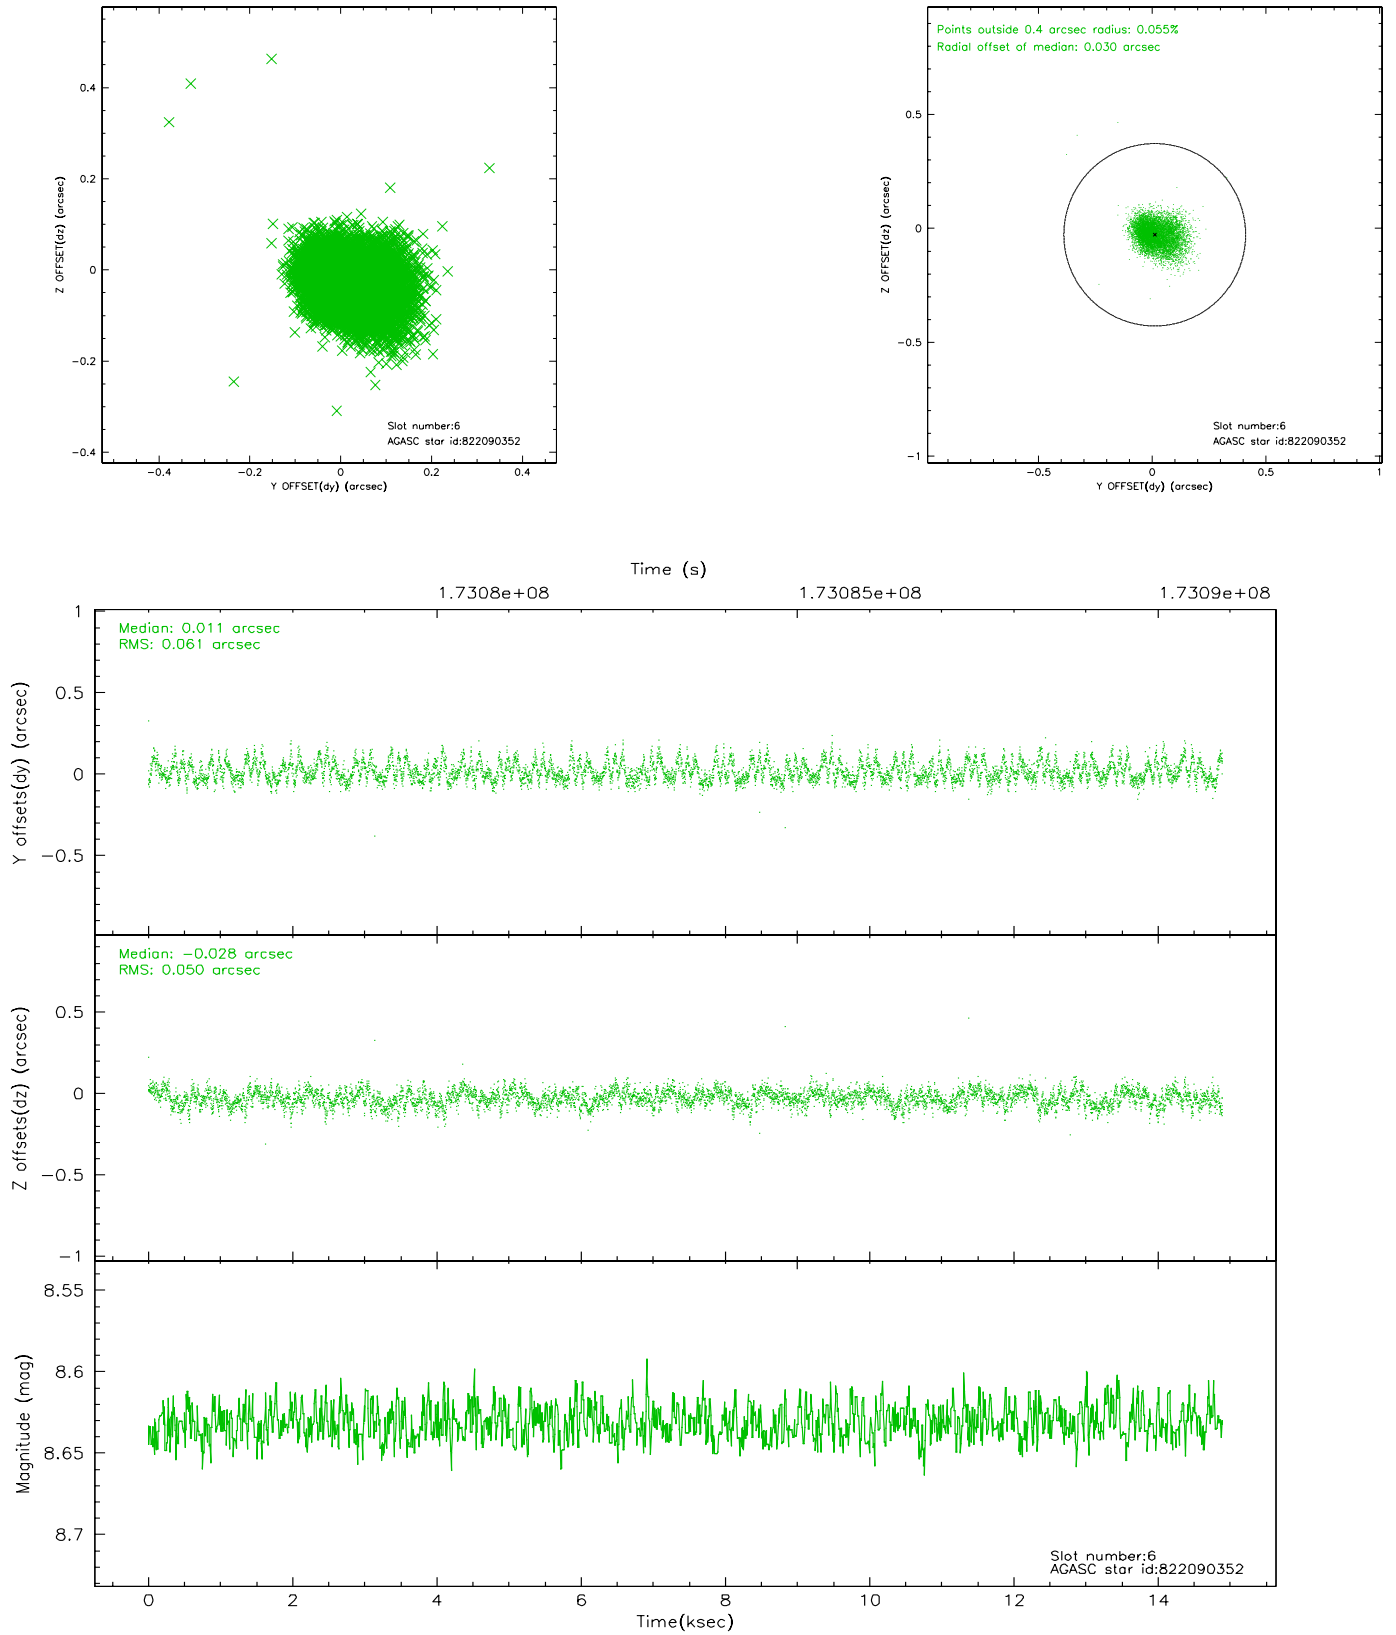 0.4
0.2
0
−0.2
−0.4
Z OFFSET(dz) (arcsec)
Slot number:6
AGASC star id:822090352
−0.4 −0.2 0 0.2 0.4
Y OFFSET(dy) (arcsec)
Points outside 0.4 arcsec radius: 0.055%
Radial offset of median: 0.030 arcsec
0.5
0
−0.5
−1
Z OFFSET(dz) (arcsec)
Slot number:6
AGASC star id:822090352
−0.5 0 0.5 1
Y OFFSET(dy) (arcsec)
Time (s)
1.7308e+08 1.73085e+08 1.7309e+08
Median: 0.011 arcsec
RMS: 0.061 arcsec
1
0.5
0
−0.5
Y offsets(dy) (arcsec)
Median: −0.028 arcsec
RMS: 0.050 arcsec
0.5
0
−0.5
−1
Z offsets(dz) (arcsec)
8.55
8.6
8.65
8.7
Magnitude (mag)
Slot number:6
AGASC star id:822090352
0 2 4 6 8 10 12 14
Time(ksec)